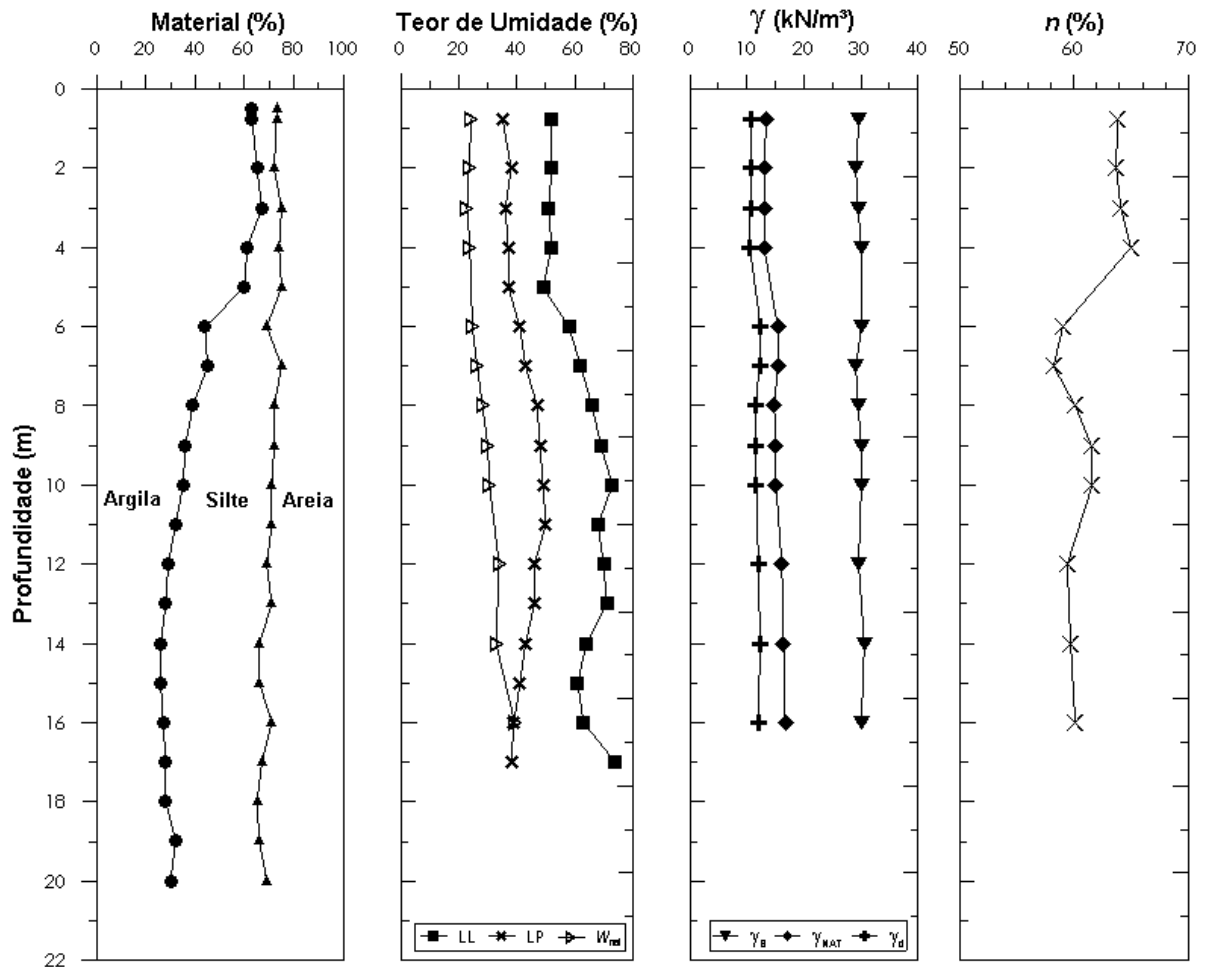 Material (%)
0 20 40 60 80 100
Teor de Umidade (%)
0 20 40 60 80
γ (kN/m³)
0 10 20 30 40
n (%)
50 60 70
Profundidade (m)
0
2
4
6
8
10
12
14
16
18
20
22
Argila Silte Areia
LL LP Wnat
γs γNAT γd